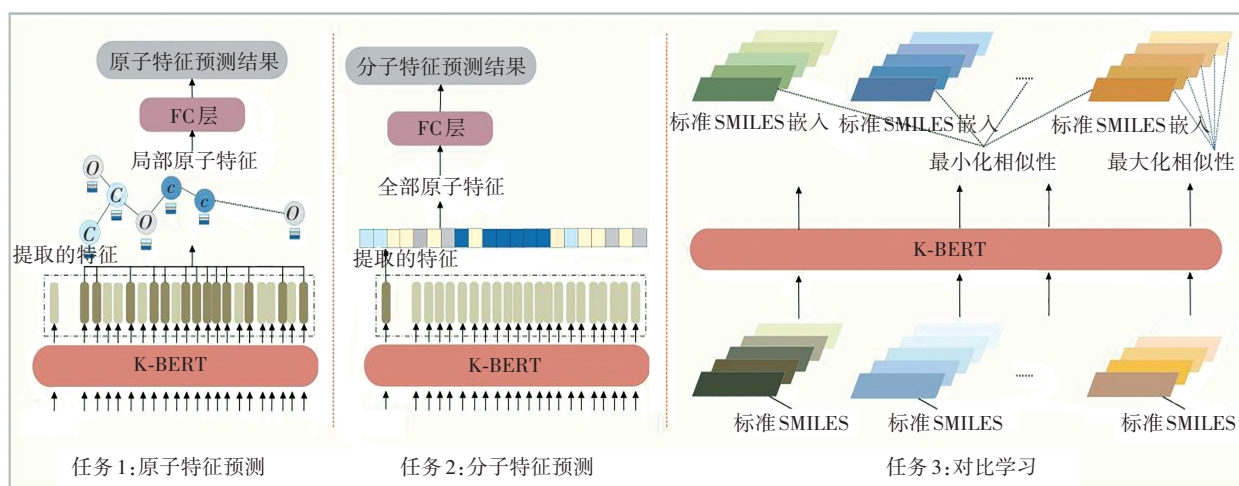 原子特征预测结果
FC层
局部原子特征
O
C
O
c
c
O
C
提取的特征
K-BERT
任务1:原子特征预测
分子特征预测结果
FC层
全部原子特征
提取的特征
K-BERT
任务2:分子特征预测
......
标准SMILES嵌入
标准SMILES嵌入
标准SMILES嵌入
最小化相似性
最大化相似性
K-BERT
......
标准SMILES
标准SMILES
标准SMILES
任务3:对比学习